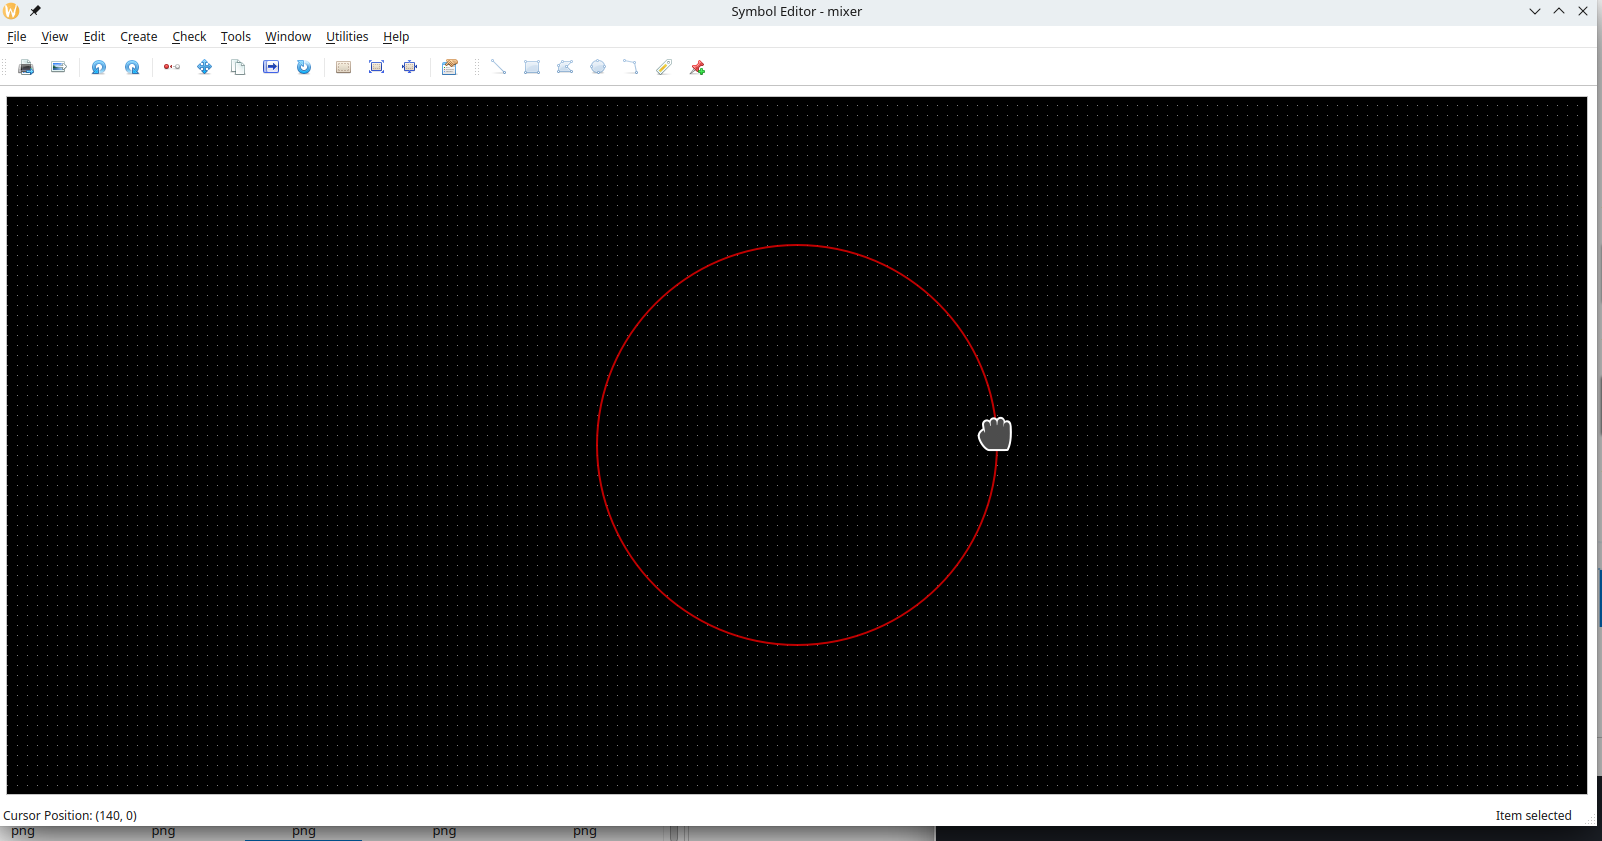 Symbol Editor - mixer
File View Edit Create Check Tools Window Utilities Help
Cursor Position: (140, 0) Item selected
png png png png png